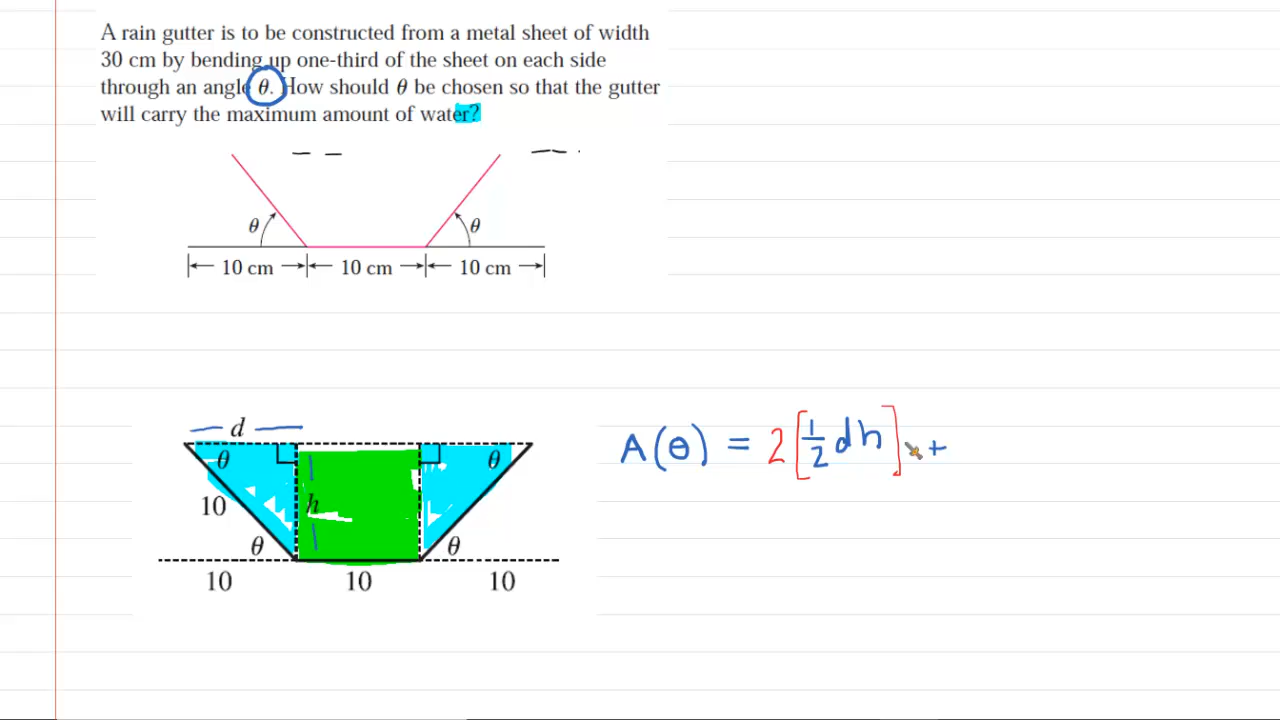 A rain gutter is to be constructed from a metal sheet of width
30 cm by bending up one-third of the sheet on each side
through an angle θ. How should θ be chosen so that the gutter
will carry the maximum amount of water?
θ θ
10 cm 10 cm 10 cm
d
θ θ
A(θ) = 2[½dh] +
10 h
θ θ
10 10 10